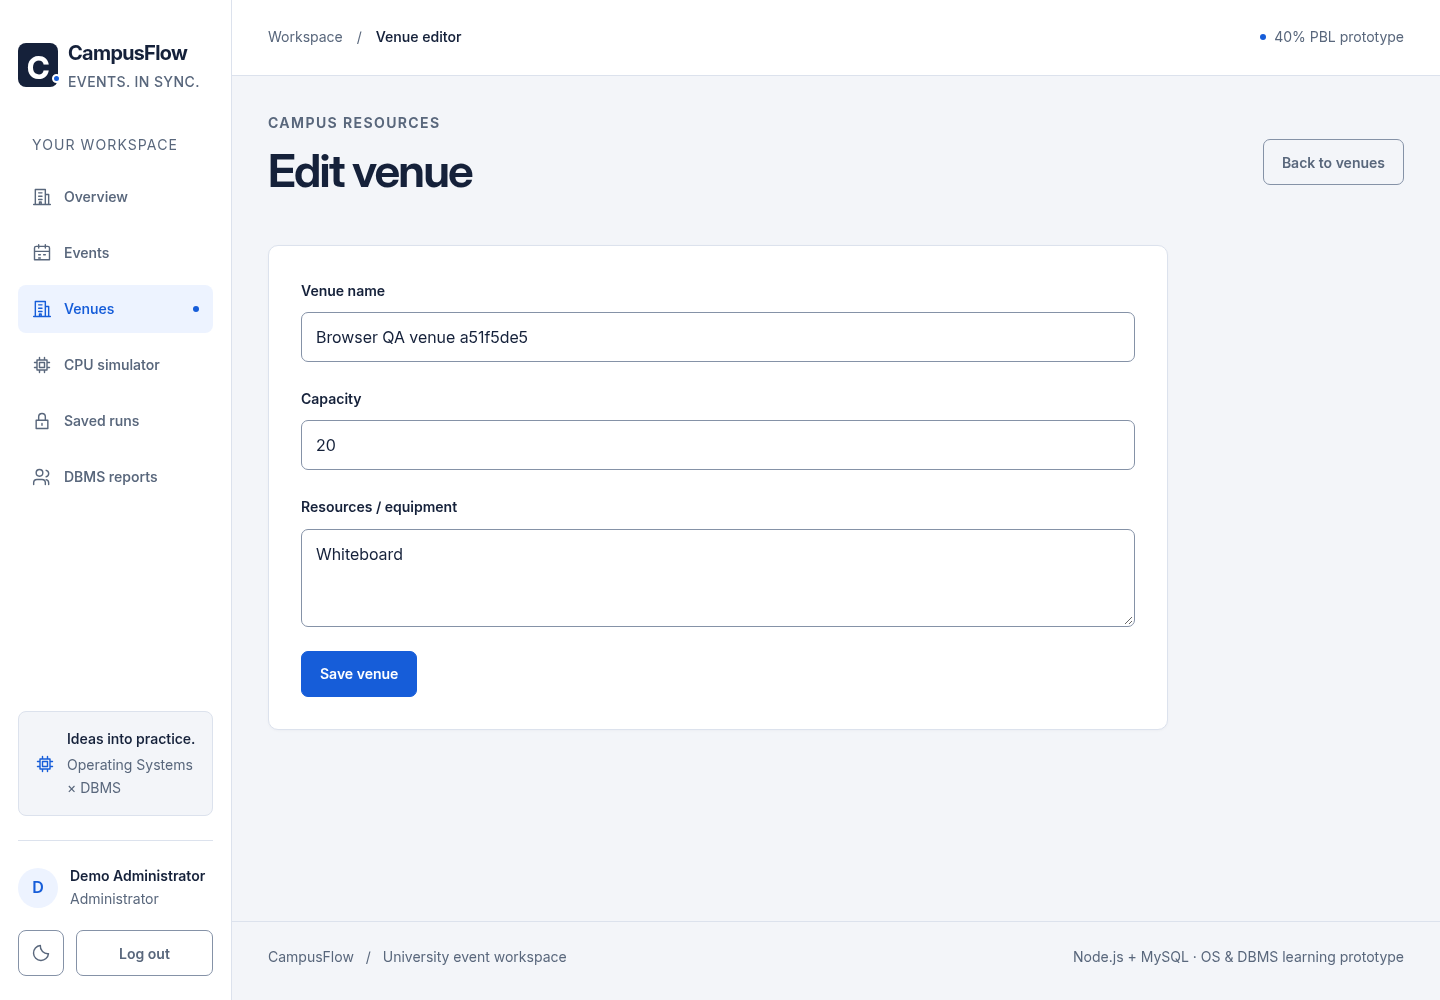 C
CampusFlow
EVENTS. IN SYNC.
YOUR WORKSPACE
Overview
Events
Venues
CPU simulator
Saved runs
DBMS reports
Ideas into practice.
Operating Systems
× DBMS
D
Demo Administrator
Administrator
Log out
Workspace / Venue editor
40% PBL prototype
CAMPUS RESOURCES
Edit venue
Back to venues
Venue name
Browser QA venue a51f5de5
Capacity
20
Resources / equipment
Whiteboard
Save venue
CampusFlow / University event workspace
Node.js + MySQL · OS & DBMS learning prototype